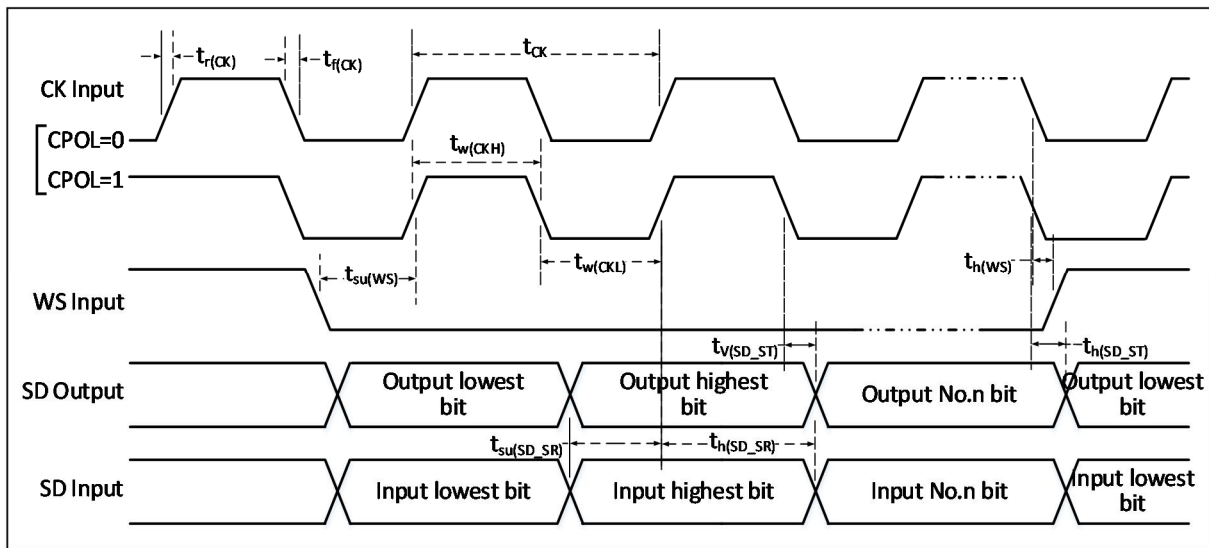 tr(CK)
tf(CK)
tCK
CK Input
CPOL=0
tw(CKH)
CPOL=1
tsu(WS)
tw(CKL)
th(WS)
WS Input
tV(SD_ST)
th(SD_ST)
SD Output
Output lowest
bit
Output highest
bit
Output No.n bit
Output lowest
bit
tsu(SD_SR)
th(SD_SR)
SD Input
Input lowest bit
Input highest bit
Input No.n bit
Input lowest
bit